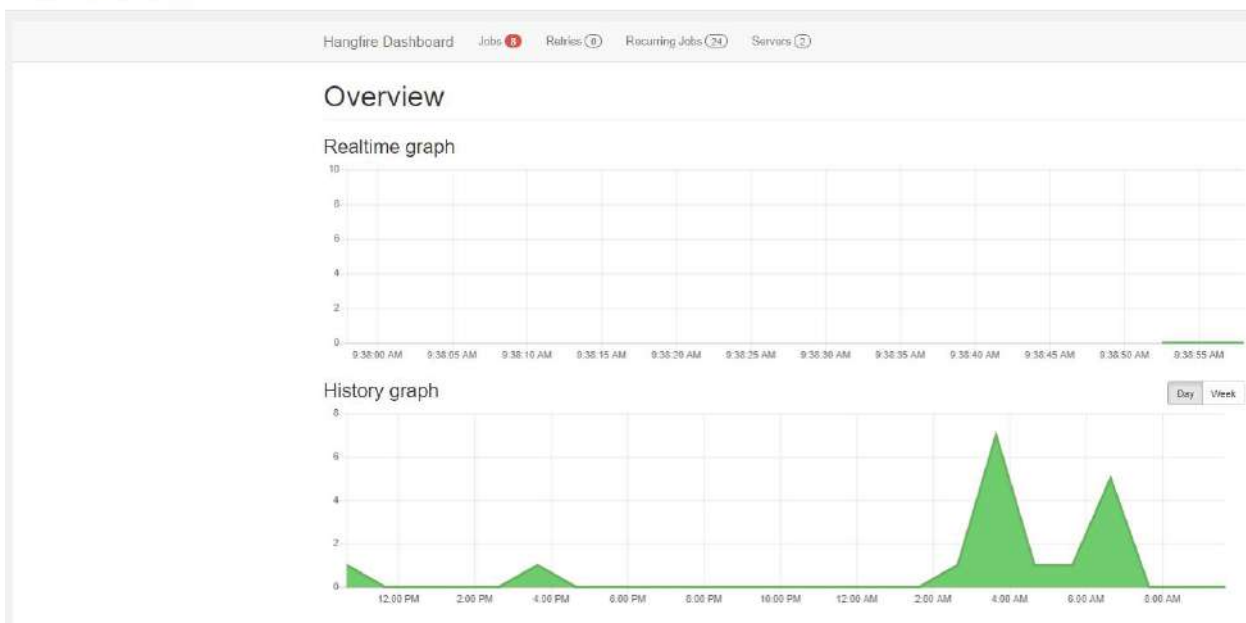 Hangfire Dashboard Jobs 8 Retries 0 Recurring Jobs 24 Servers 2
Overview
Realtime graph
10
8
6
4
2
0
9:38:00 AM 9:38:05 AM 9:38:10 AM 9:38:15 AM 9:38:20 AM 9:38:25 AM 9:38:30 AM 9:38:35 AM 9:38:40 AM 9:38:45 AM 9:38:50 AM 9:38:55 AM
History graph Day Week
8
6
4
2
0
12:00 PM 2:00 PM 4:00 PM 6:00 PM 8:00 PM 10:00 PM 12:00 AM 2:00 AM 4:00 AM 6:00 AM 8:00 AM